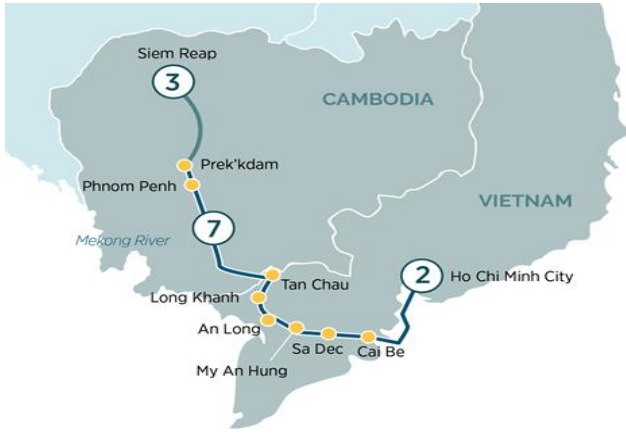 Siem Reap
3
CAMBODIA
Prek'kdam
Phnom Penh
VIETNAM
7
Mekong River
2
Ho Chi Minh City
Tan Chau
Long Khanh
An Long
Sa Dec
Cai Be
My An Hung